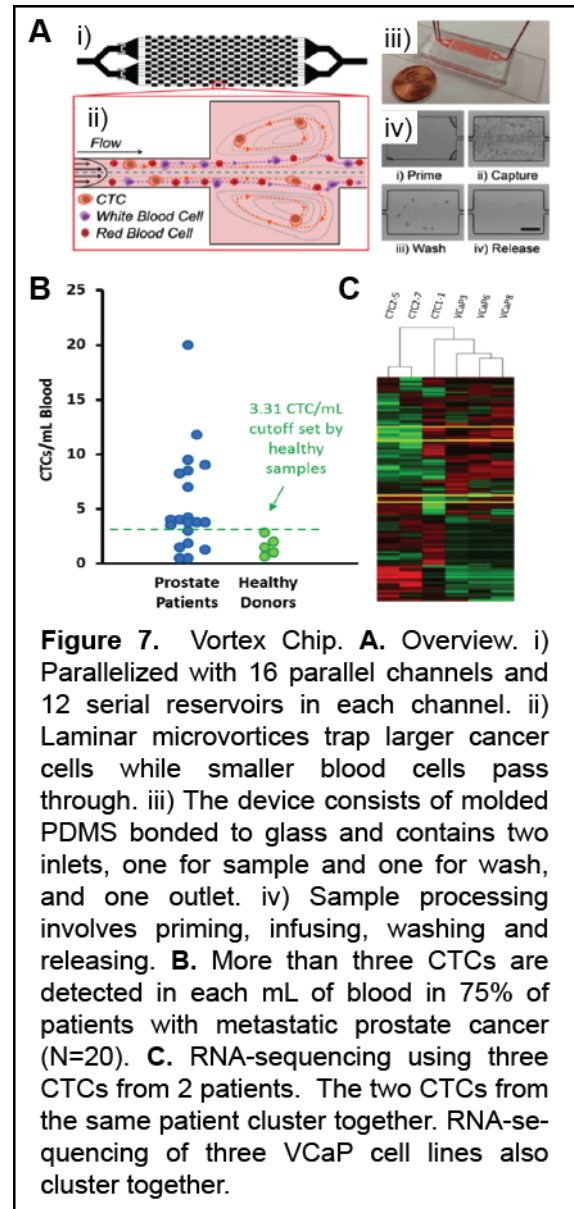 A
i)
iii)
ii)
Flow
CTC
White Blood Cell
Red Blood Cell
iv)
i) Prime
ii) Capture
iii) Wash
iv) Release
B
25
20
15
10
5
0
CTCs/mL Blood
3.31 CTC/mL
cutoff set by
healthy
samples
Prostate
Patients
Healthy
Donors
C
CTC2-5
CTC2-7
CTC1-1
VCaP3
VCaP6
VCaP8
Figure 7. Vortex Chip. A. Overview. i)
Parallelized with 16 parallel channels and
12 serial reservoirs in each channel. ii)
Laminar microvortices trap larger cancer
cells while smaller blood cells pass
through. iii) The device consists of molded
PDMS bonded to glass and contains two
inlets, one for sample and one for wash,
and one outlet. iv) Sample processing
involves priming, infusing, washing and
releasing. B. More than three CTCs are
detected in each mL of blood in 75% of
patients with metastatic prostate cancer
(N=20). C. RNA-sequencing using three
CTCs from 2 patients. The two CTCs from
the same patient cluster together. RNA-se-
quencing of three VCaP cell lines also
cluster together.